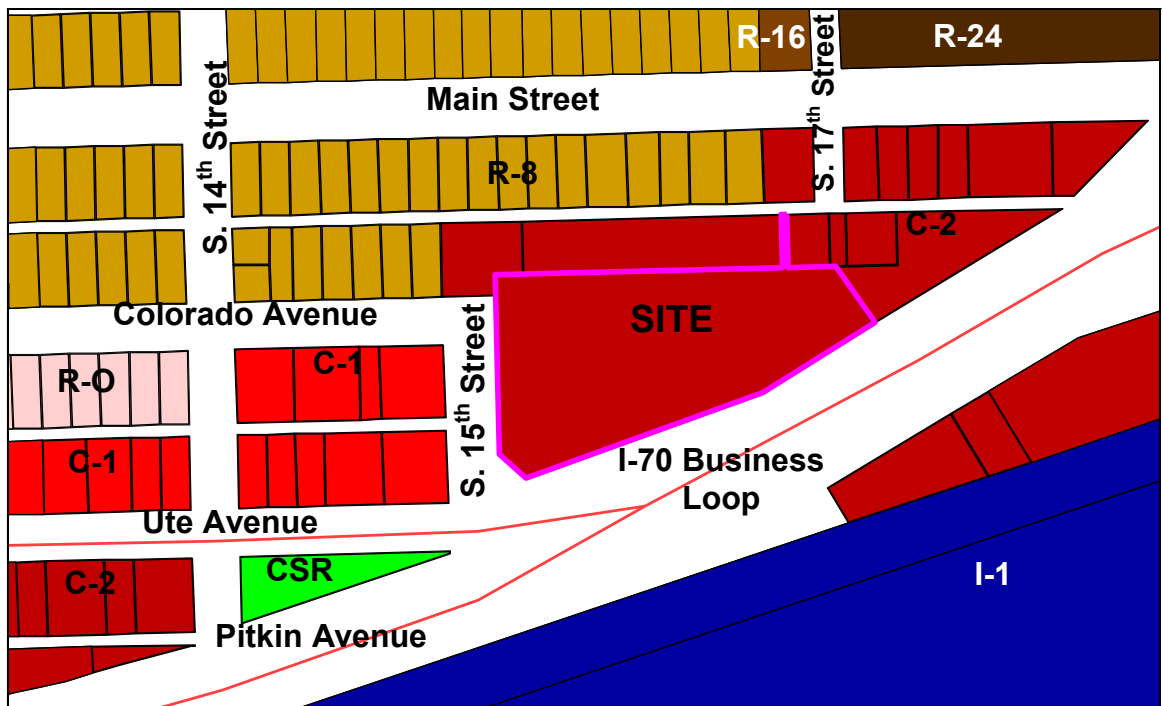 R-16
R-24
S. 17th Street
Main Street
S. 14th Street
R-8
C-2
Colorado Avenue
SITE
R-O
C-1
S. 15th Street
C-1
I-70 Business
Loop
Ute Avenue
C-2
CSR
I-1
Pitkin Avenue